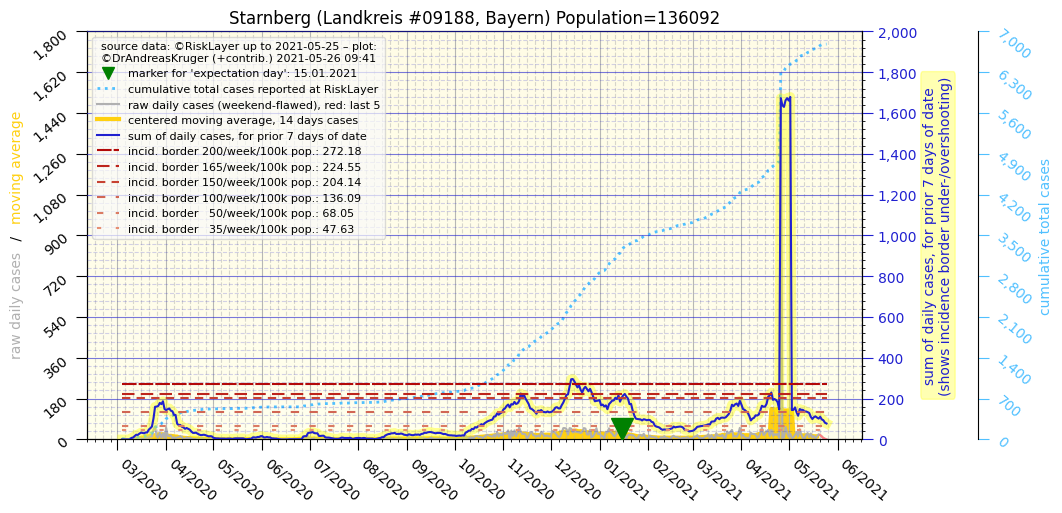 Starnberg (Landkreis #09188, Bayern) Population=136092
source data: ©RiskLayer up to 2021-05-25 – plot:
©DrAndreasKruger (+contrib.) 2021-05-26 09:41
marker for 'expectation day': 15.01.2021
cumulative total cases reported at RiskLayer
raw daily cases (weekend-flawed), red: last 5
centered moving average, 14 days cases
sum of daily cases, for prior 7 days of date
incid. border 200/week/100k pop.: 272.18
incid. border 165/week/100k pop.: 224.55
incid. border 150/week/100k pop.: 204.14
incid. border 100/week/100k pop.: 136.09
incid. border 50/week/100k pop.: 68.05
incid. border 35/week/100k pop.: 47.63
raw daily cases / moving average
1,800
1,620
1,440
1,260
1,080
900
720
540
360
180
0
2,000
1,800
1,600
1,400
1,200
1,000
800
600
400
200
0
sum of daily cases, for prior 7 days of date
(shows incidence border under-/overshooting)
7,000
6,300
5,600
4,900
4,200
3,500
2,800
2,100
1,400
700
0
cumulative total cases
03/2020
04/2020
05/2020
06/2020
07/2020
08/2020
09/2020
10/2020
11/2020
12/2020
01/2021
02/2021
03/2021
04/2021
05/2021
06/2021